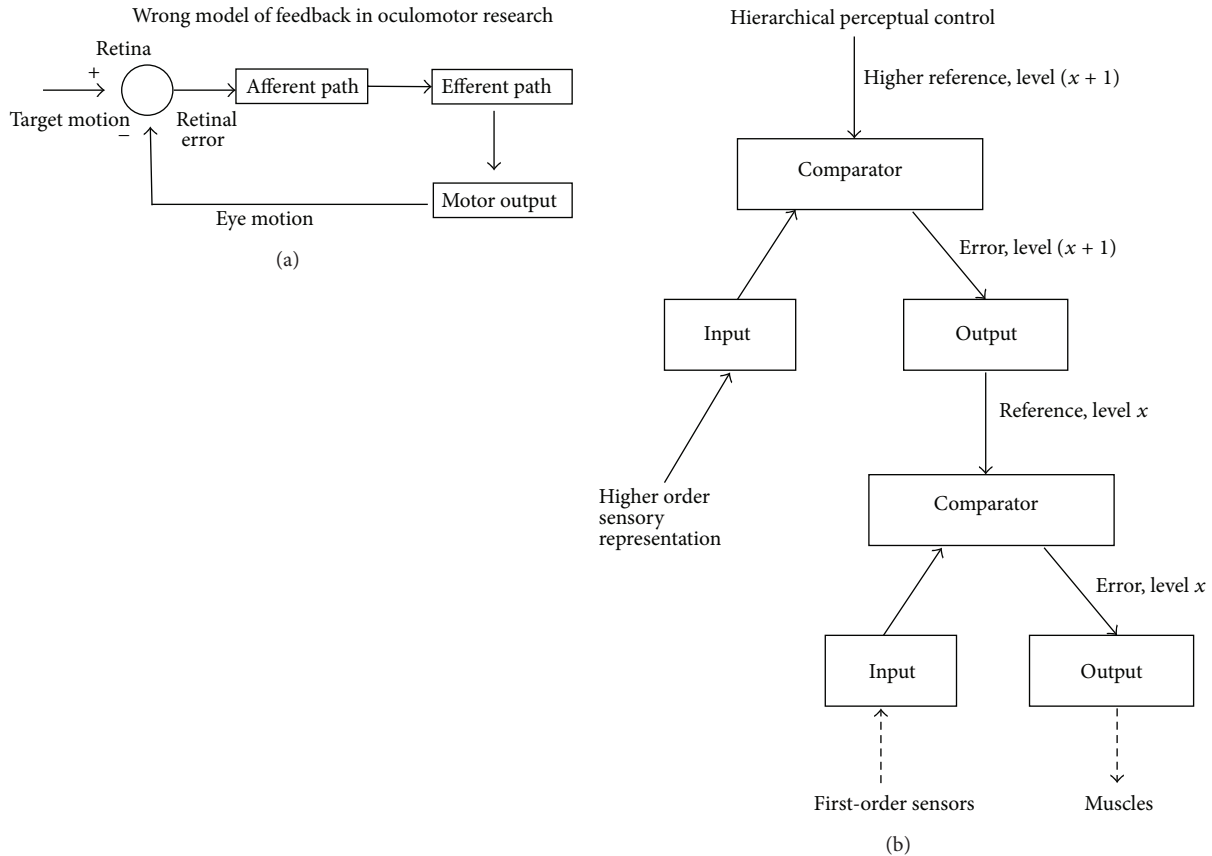 Wrong model of feedback in oculomotor research
Retina
+
Target motion
−
Retinal
error
Afferent path
Efferent path
Motor output
Eye motion
(a)
Hierarchical perceptual control
Higher reference, level (x + 1)
Comparator
Error, level (x + 1)
Input
Output
Reference, level x
Higher order
sensory
representation
Comparator
Error, level x
Input
Output
First-order sensors
Muscles
(b)